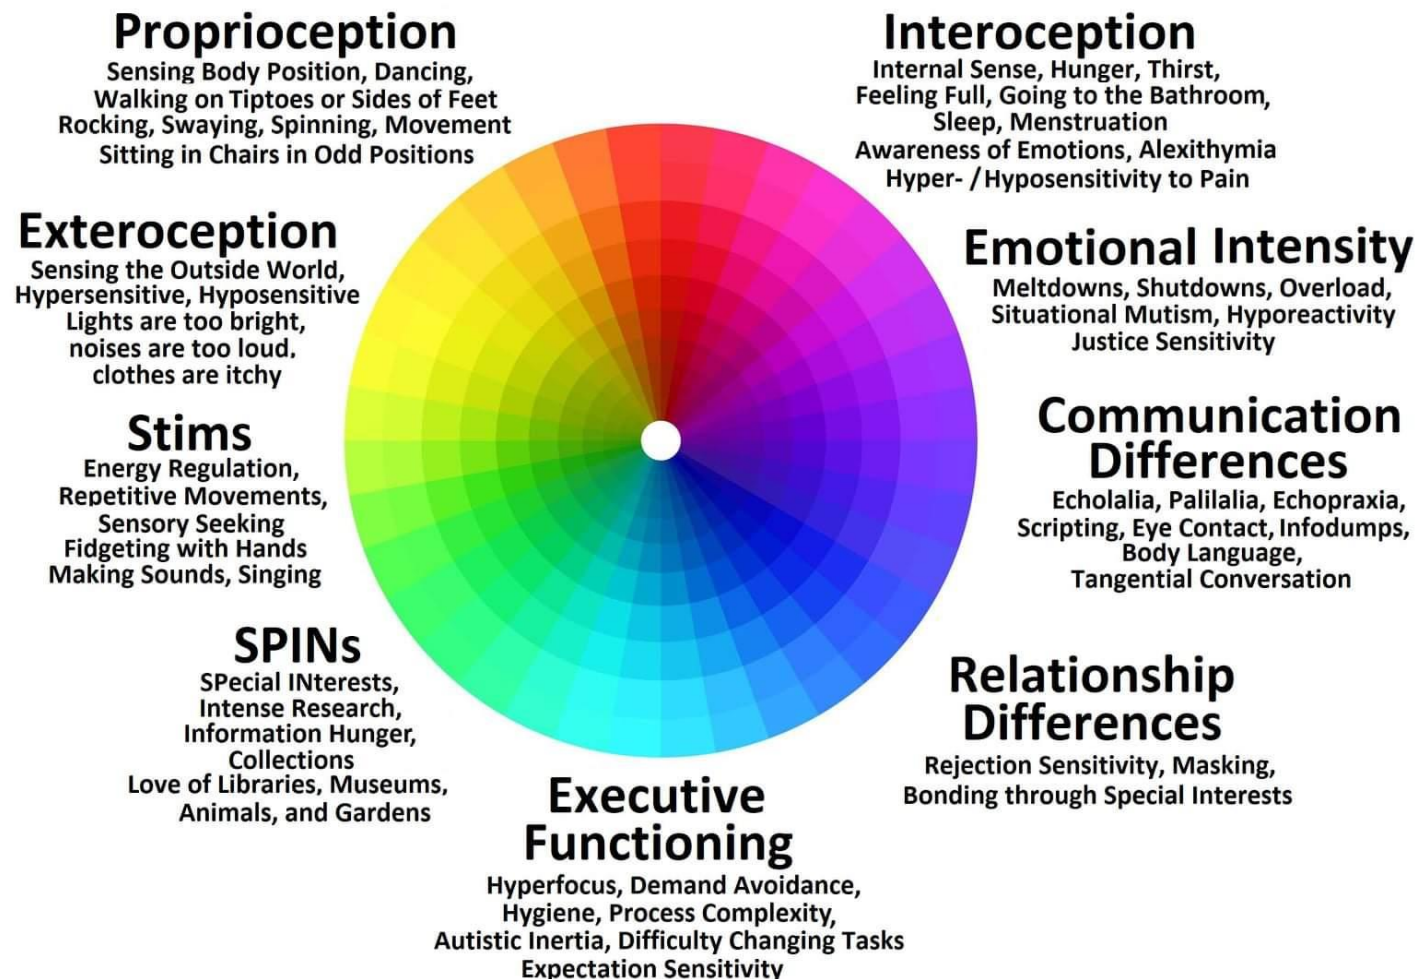 Proprioception
Sensing Body Position, Dancing,
Walking on Tiptoes or Sides of Feet
Rocking, Swaying, Spinning, Movement
Sitting in Chairs in Odd Positions
Interoception
Internal Sense, Hunger, Thirst,
Feeling Full, Going to the Bathroom,
Sleep, Menstruation
Awareness of Emotions, Alexithymia
Hyper- / Hyposensitivity to Pain
Exteroception
Sensing the Outside World,
Hypersensitive, Hyposensitive
Lights are too bright,
noises are too loud.
clothes are itchy
Emotional Intensity
Meltdowns, Shutdowns, Overload,
Situational Mutism, Hyporeactivity
Justice Sensitivity
Stims
Energy Regulation,
Repetitive Movements,
Sensory Seeking
Fidgeting with Hands
Making Sounds, Singing
Communication
Differences
Echolalia, Palilalia, Echopraxia,
Scripting, Eye Contact, Infodumps,
Body Language,
Tangential Conversation
SPINs
SPecial INterests,
Intense Research,
Information Hunger,
Collections
Love of Libraries, Museums,
Animals, and Gardens
Relationship
Differences
Rejection Sensitivity, Masking,
Bonding through Special Interests
Executive
Functioning
Hyperfocus, Demand Avoidance,
Hygiene, Process Complexity,
Autistic Inertia, Difficulty Changing Tasks
Expectation Sensitivity